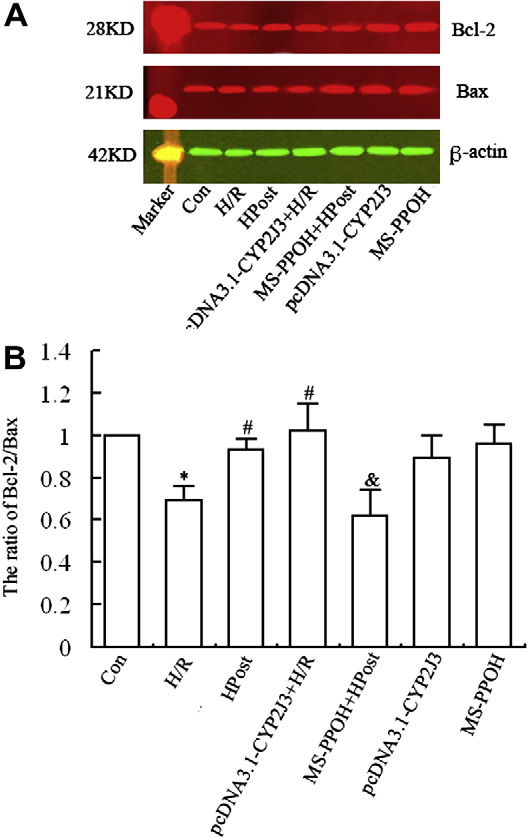 A
28KD
Bcl-2
21KD
Bax
42KD
β-actin
Marker
Con
H/R
HPost
cDNA3.1-CYP2J3+H/R
MS-PPOH+HPost
pcDNA3.1-CYP2J3
MS-PPOH
B
The ratio of Bcl-2/Bax
1.4
1.2
1
0.8
0.6
0.4
0.2
0
*
#
#
&
Con
H/R
HPost
pcDNA3.1-CYP2J3+H/R
MS-PPOH+HPost
pcDNA3.1-CYP2J3
MS-PPOH